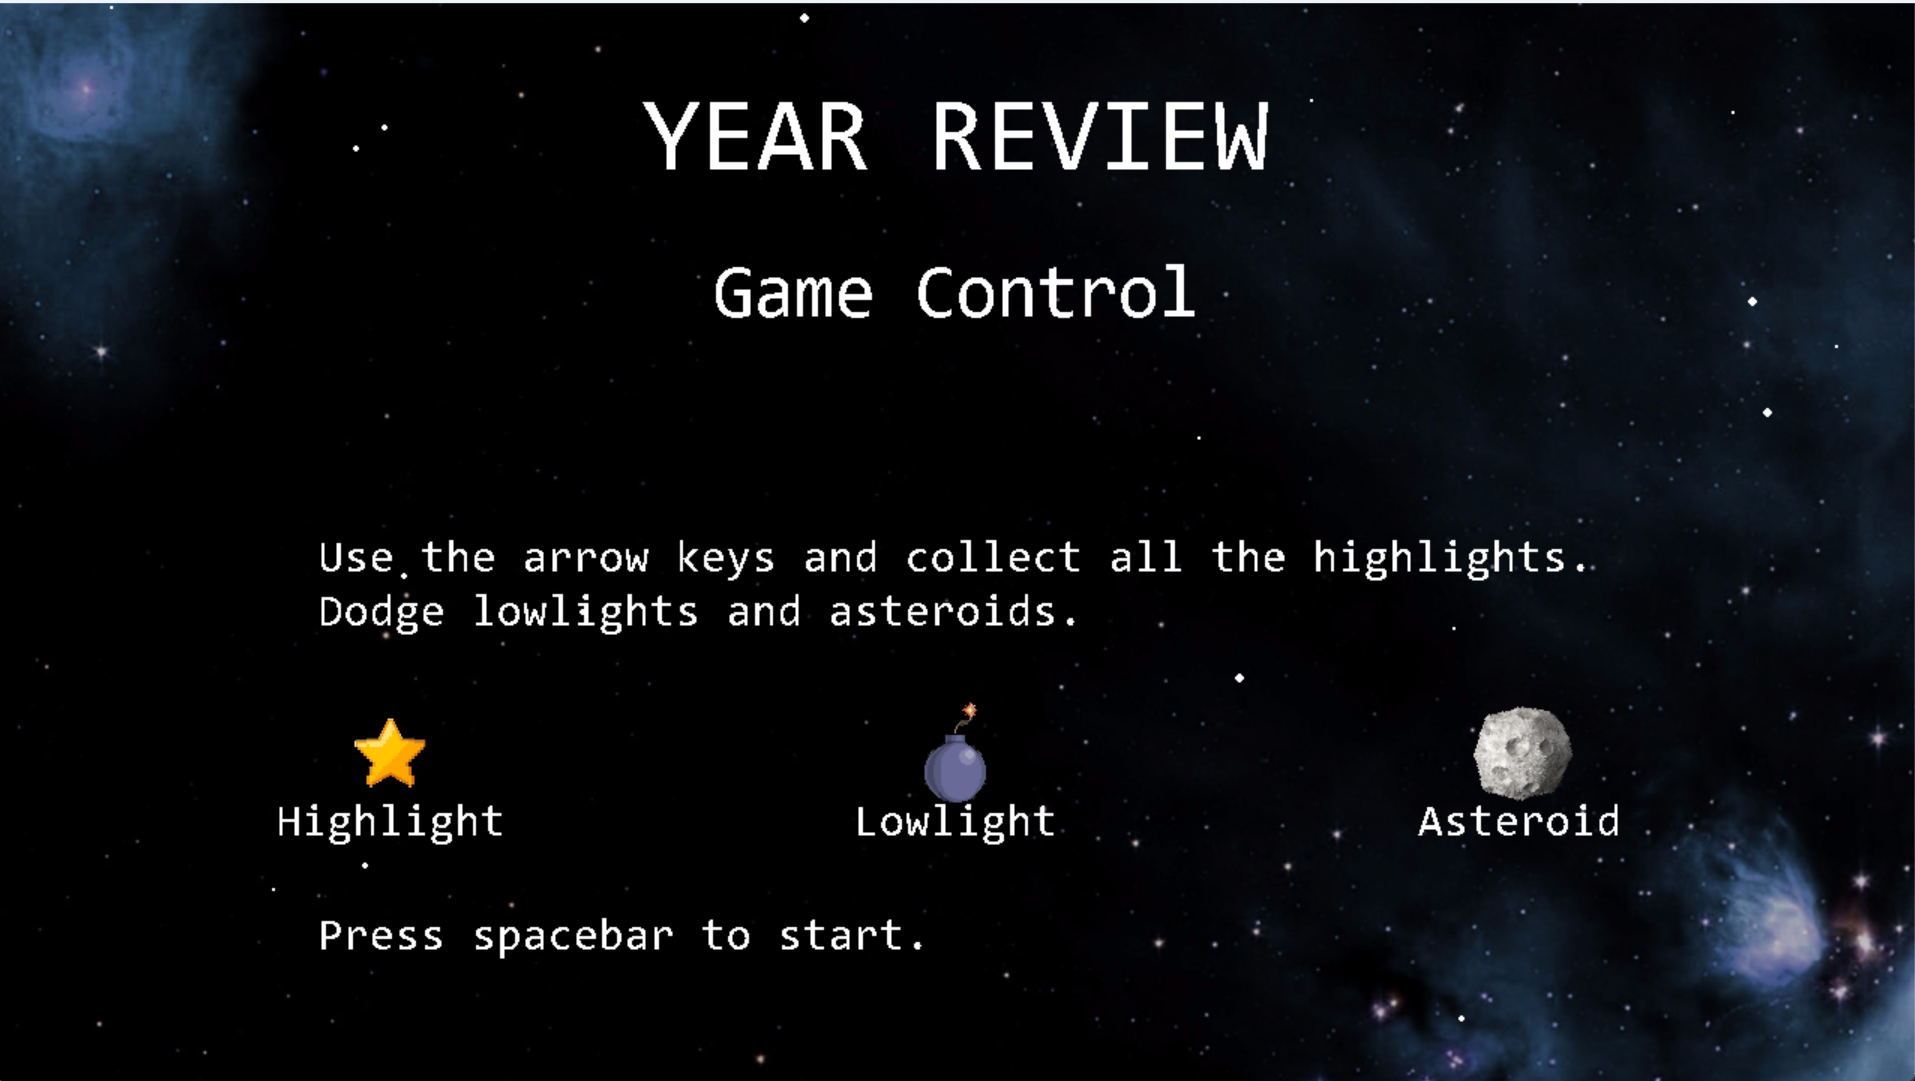 YEAR REVIEW
Game Control
Use the arrow keys and collect all the highlights.
Dodge lowlights and asteroids.
Highlight
Lowlight
Asteroid
Press spacebar to start.